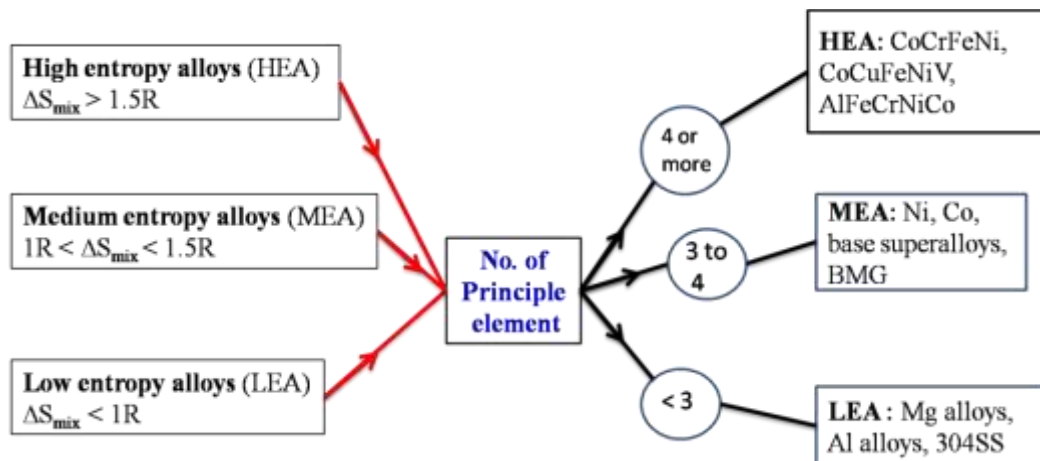 High entropy alloys (HEA)
ΔSmix > 1.5R
Medium entropy alloys (MEA)
1R < ΔSmix < 1.5R
Low entropy alloys (LEA)
ΔSmix < 1R
No. of
Principle
element
4 or
more
3 to
4
< 3
HEA: CoCrFeNi,
CoCuFeNiV,
AlFeCrNiCo
MEA: Ni, Co,
base superalloys,
BMG
LEA : Mg alloys,
Al alloys, 304SS